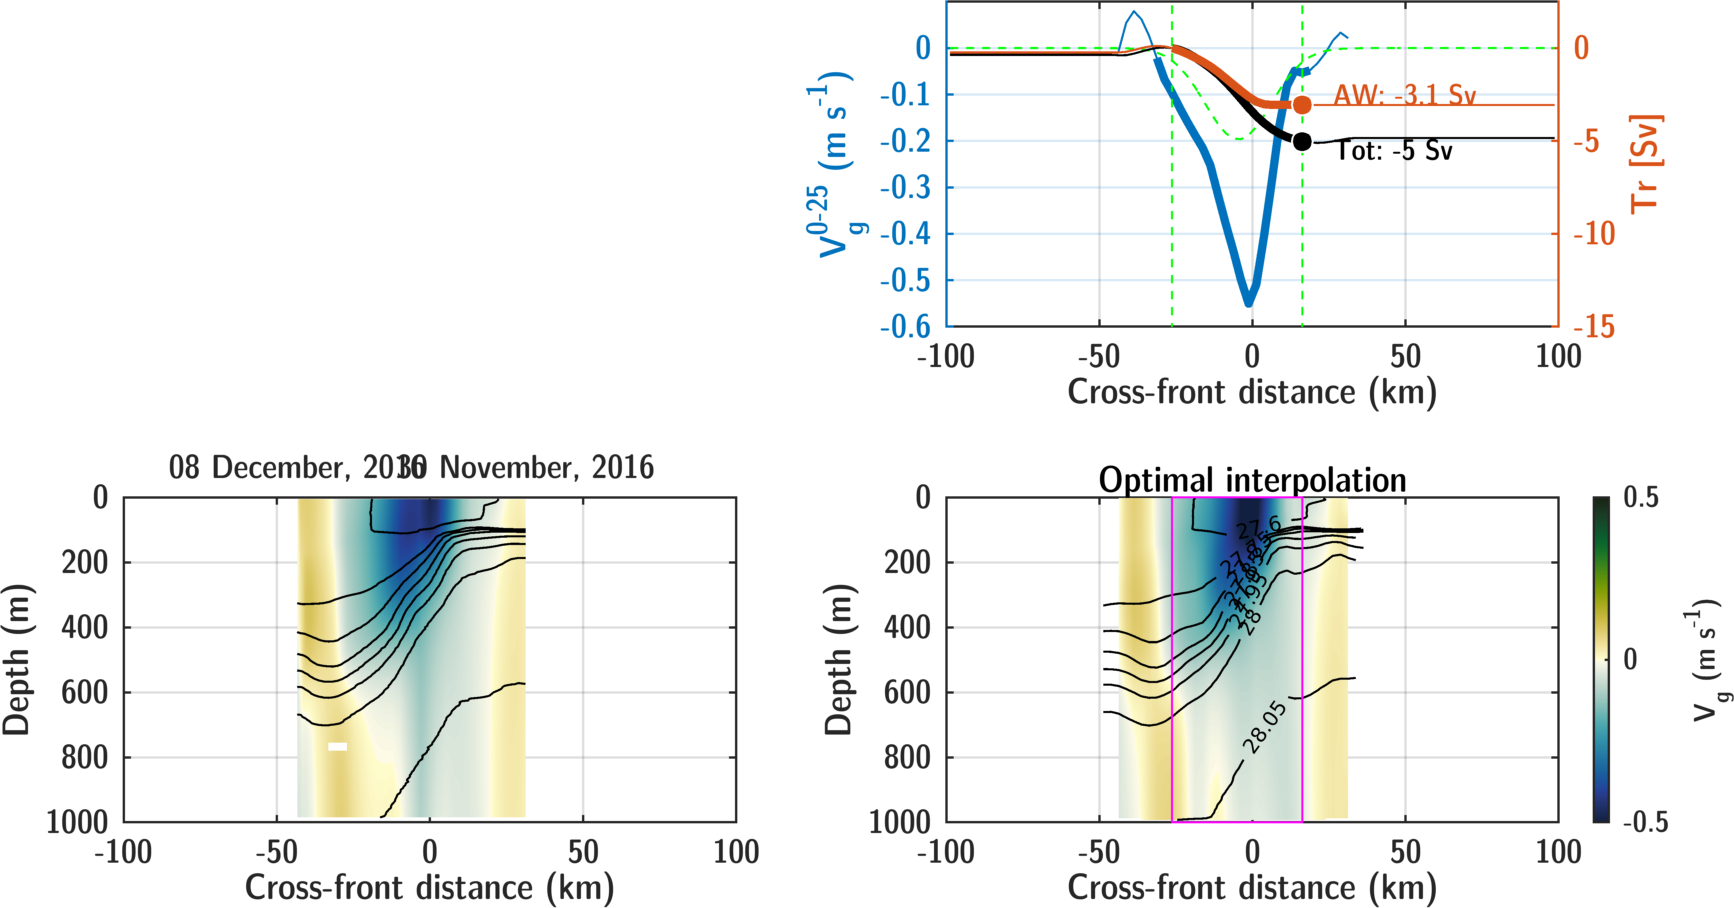 0
-0.1
-0.2
-0.3
-0.4
-0.5
-0.6
V_g^0-25 (m s^-1)
0
-5
-10
-15
Tr [Sv]
AW: -3.1 Sv
Tot: -5 Sv
-100 -50 0 50 100
Cross-front distance (km)
08 December, 2016
30 November, 2016
0
200
400
600
800
1000
Depth (m)
-100 -50 0 50 100
Cross-front distance (km)
Optimal interpolation
0
200
400
600
800
1000
Depth (m)
27.6
28
28.05
-100 -50 0 50 100
Cross-front distance (km)
0.5
0
-0.5
V_g (m s^-1)